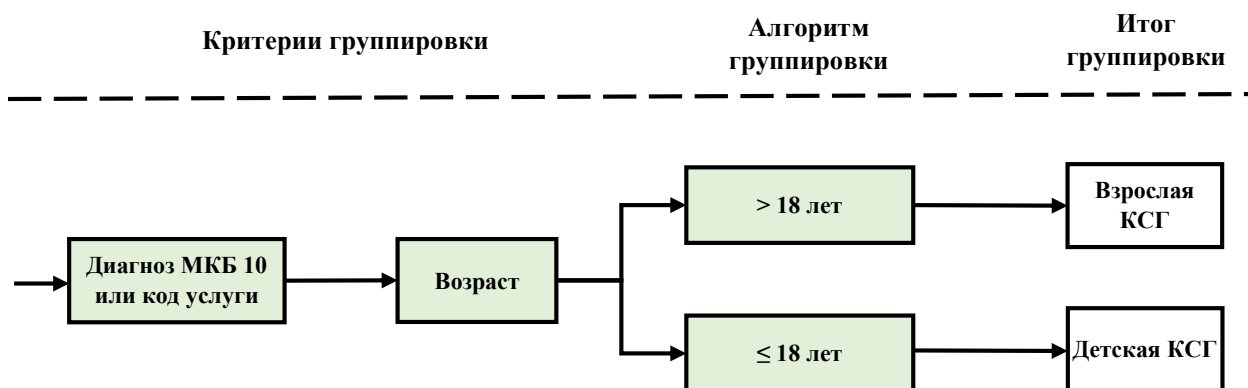 Критерии группировки
Алгоритм
группировки
Итог
группировки
Диагноз МКБ 10
или код услуги
Возраст
> 18 лет
Взрослая
КСГ
≤ 18 лет
Детская КСГ